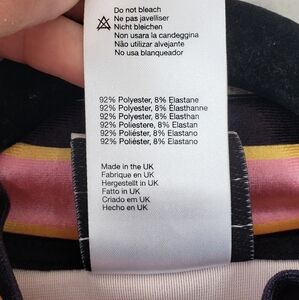 Do not bleach
Ne pas javelliser
Nicht bleichen
Non usara la candeggina
Não utilizar alvejante
No usa blanqueador
92% Polyester, 8% Elastane
92% Polyester, 8% Élasthanne
92% Polyester, 8% Elasthan
92% Poliestere, 8% Elastan
92% Poliéster, 8% Elastano
92% Poliéster, 8% Elastano
Made in the UK
Fabrique en UK
Hergestellt in UK
Fatto in UK
Criado em UK
Hecho en UK